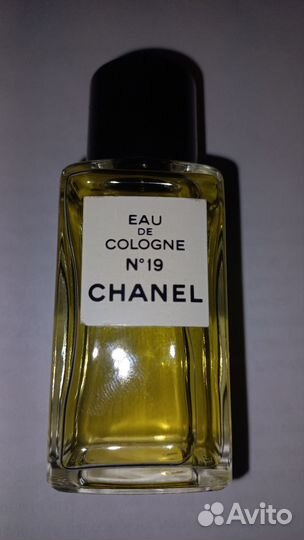 EAU
DE
COLOGNE
N°19
CHANEL
Avito